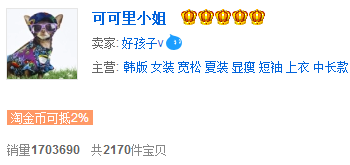 可可里小姐
卖家: 好孩子v
主营: 韩版 女装 宽松 夏装 显瘦 短袖 上衣 中长款
淘金币可抵2%
销量1703690 共2170件宝贝